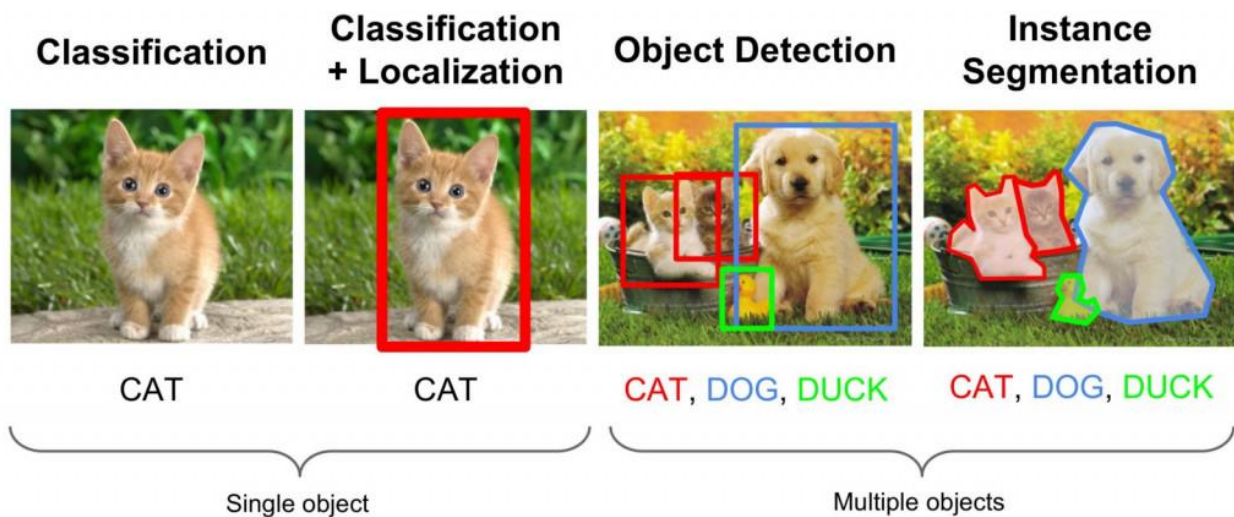 Classification
Classification
+ Localization
Object Detection
Instance
Segmentation
CAT
CAT
CAT, DOG, DUCK
CAT, DOG, DUCK
Single object
Multiple objects